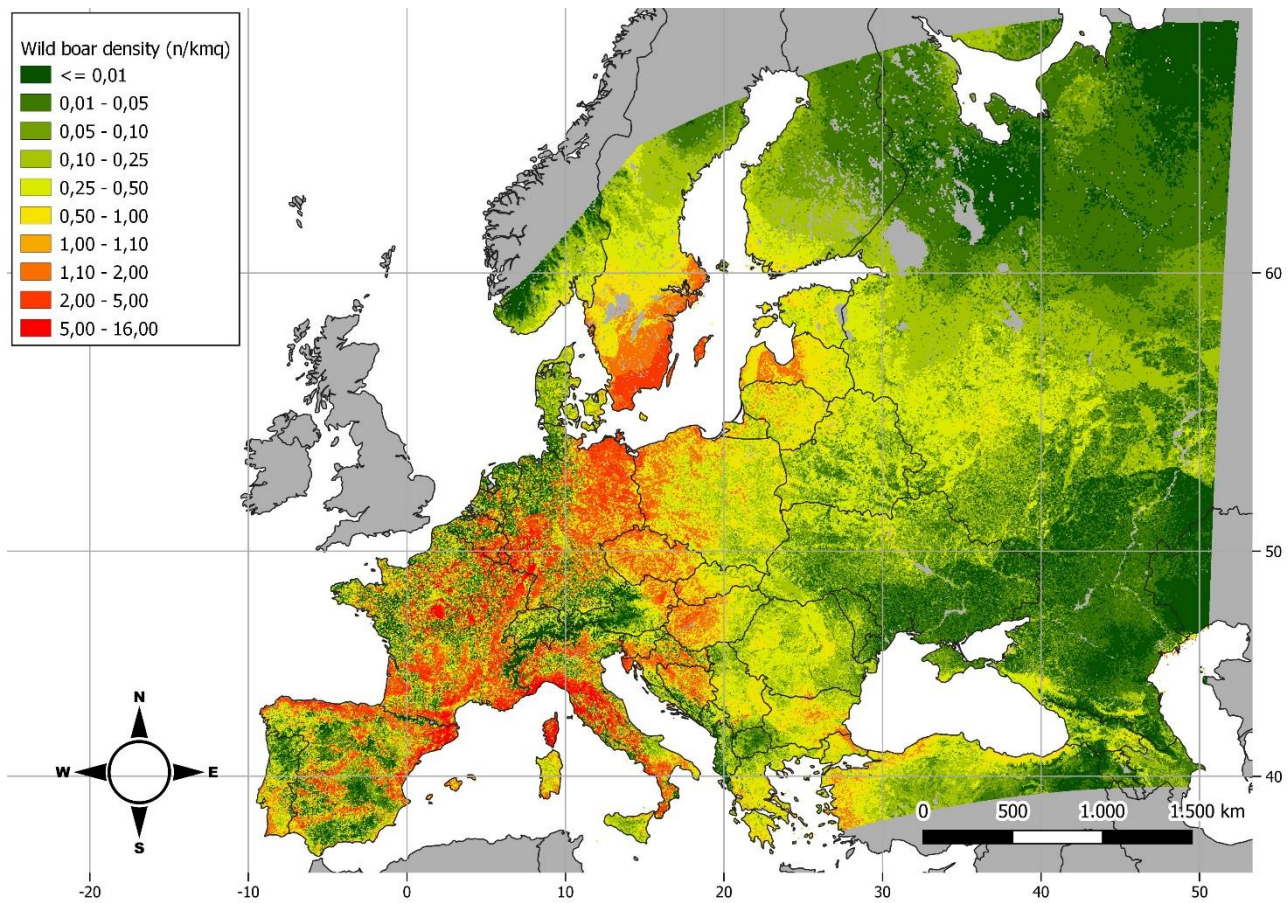 Wild boar density (n/kmq)
<= 0,01
0,01 - 0,05
0,05 - 0,10
0,10 - 0,25
0,25 - 0,50
0,50 - 1,00
1,00 - 1,10
1,10 - 2,00
2,00 - 5,00
5,00 - 16,00
60
50
N
W E
S
40
0 500 1.000 1.500 km
-20 -10 0 10 20 30 40 50